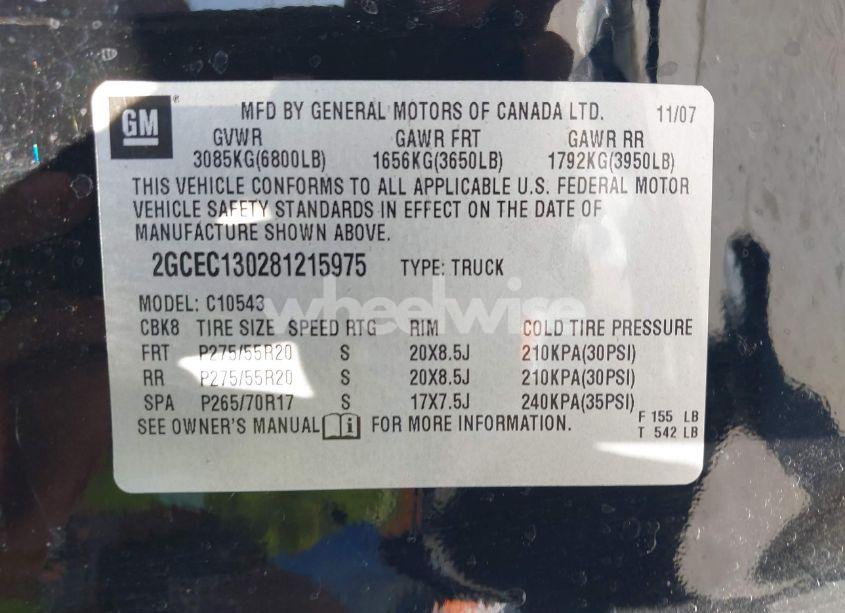 GM
MFD BY GENERAL MOTORS OF CANADA LTD. 11/07
GVWR GAWR FRT GAWR RR
3085KG(6800LB) 1656KG(3650LB) 1792KG(3950LB)
THIS VEHICLE CONFORMS TO ALL APPLICABLE U.S. FEDERAL MOTOR
VEHICLE SAFETY STANDARDS IN EFFECT ON THE DATE OF
MANUFACTURE SHOWN ABOVE.
2GCEC130281215975 TYPE: TRUCK
MODEL: C10543
wheelwise
CBK8 TIRE SIZE SPEED RTG RIM COLD TIRE PRESSURE
FRT P275/55R20 S 20X8.5J 210KPA(30PSI)
RR P275/55R20 S 20X8.5J 210KPA(30PSI)
SPA P265/70R17 S 17X7.5J 240KPA(35PSI)
SEE OWNER'S MANUAL i FOR MORE INFORMATION.
F 155 LB
T 542 LB